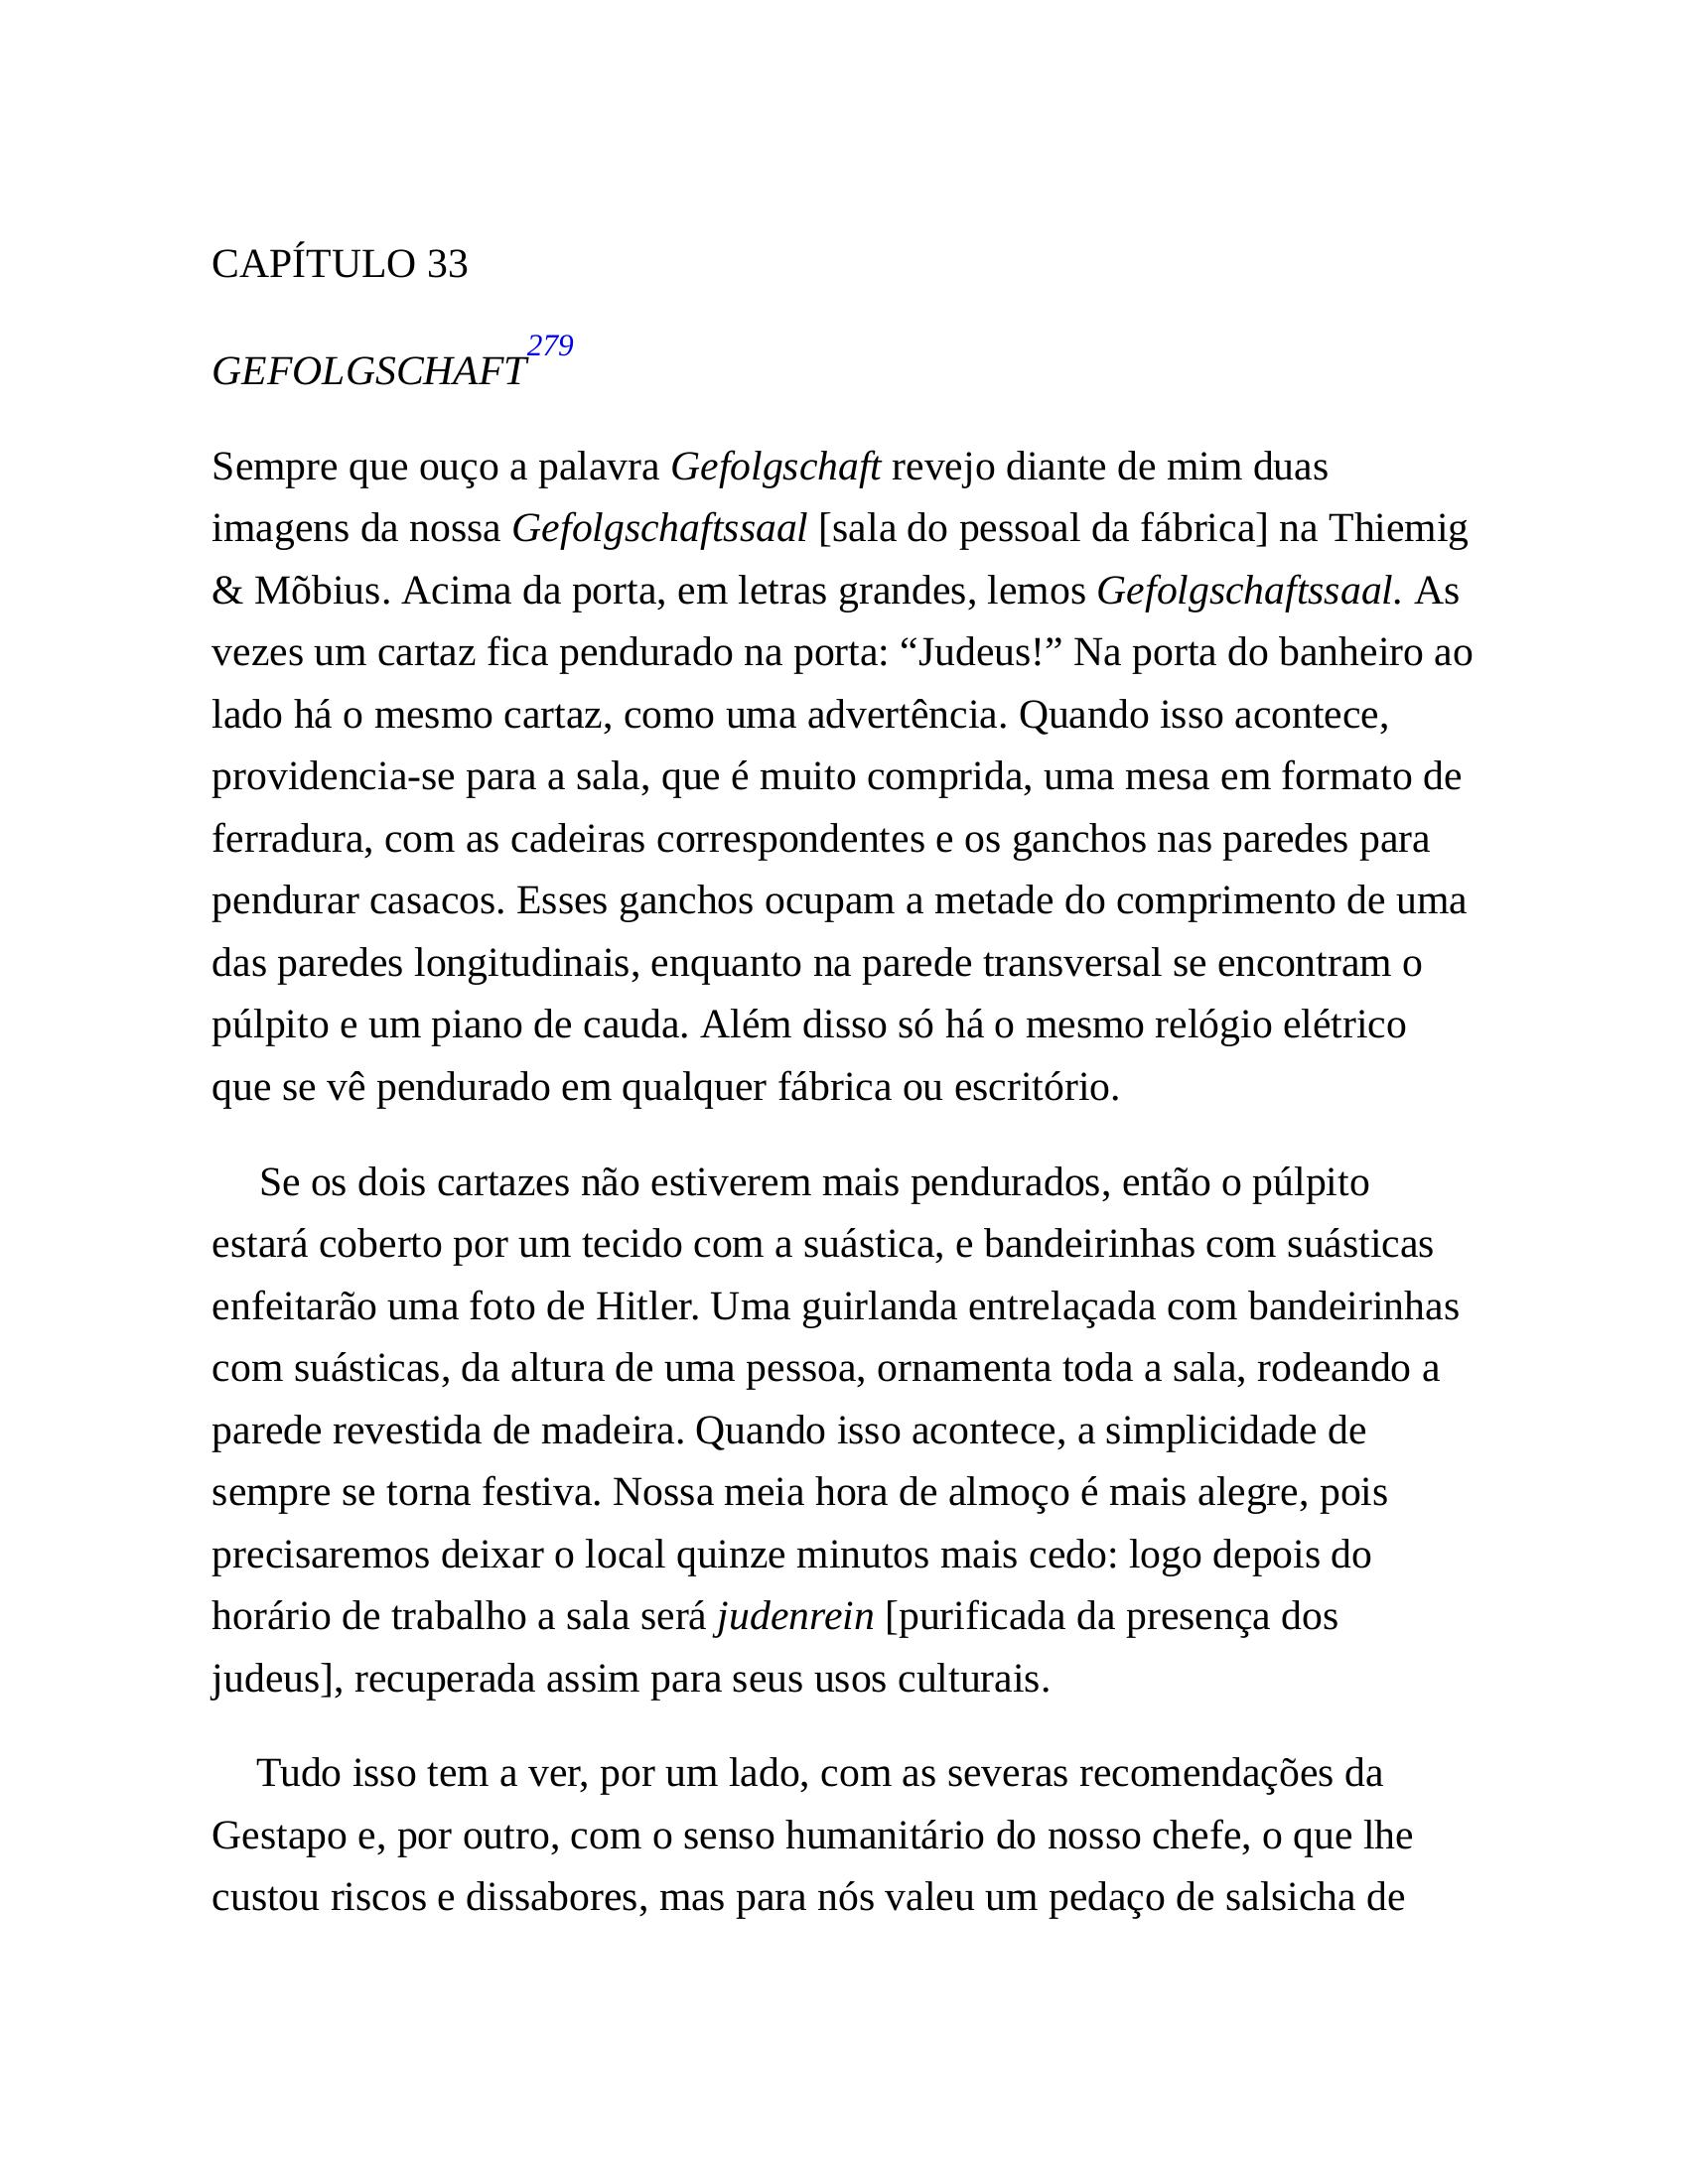 CAPÍTULO 33
GEFOLGSCHAFT279
Sempre que ouço a palavra Gefolgschaft revejo diante de mim duas
imagens da nossa Gefolgschaftssaal [sala do pessoal da fábrica] na Thiemig
& Mõbius. Acima da porta, em letras grandes, lemos Gefolgschaftssaal. As
vezes um cartaz fica pendurado na porta: “Judeus!” Na porta do banheiro ao
lado há o mesmo cartaz, como uma advertência. Quando isso acontece,
providencia-se para a sala, que é muito comprida, uma mesa em formato de
ferradura, com as cadeiras correspondentes e os ganchos nas paredes para
pendurar casacos. Esses ganchos ocupam a metade do comprimento de uma
das paredes longitudinais, enquanto na parede transversal se encontram o
púlpito e um piano de cauda. Além disso só há o mesmo relógio elétrico
que se vê pendurado em qualquer fábrica ou escritório.
Se os dois cartazes não estiverem mais pendurados, então o púlpito
estará coberto por um tecido com a suástica, e bandeirinhas com suásticas
enfeitarão uma foto de Hitler. Uma guirlanda entrelaçada com bandeirinhas
com suásticas, da altura de uma pessoa, ornamenta toda a sala, rodeando a
parede revestida de madeira. Quando isso acontece, a simplicidade de
sempre se torna festiva. Nossa meia hora de almoço é mais alegre, pois
precisaremos deixar o local quinze minutos mais cedo: logo depois do
horário de trabalho a sala será judenrein [purificada da presença dos
judeus], recuperada assim para seus usos culturais.
Tudo isso tem a ver, por um lado, com as severas recomendações da
Gestapo e, por outro, com o senso humanitário do nosso chefe, o que lhe
custou riscos e dissabores, mas para nós valeu um pedaço de salsicha de